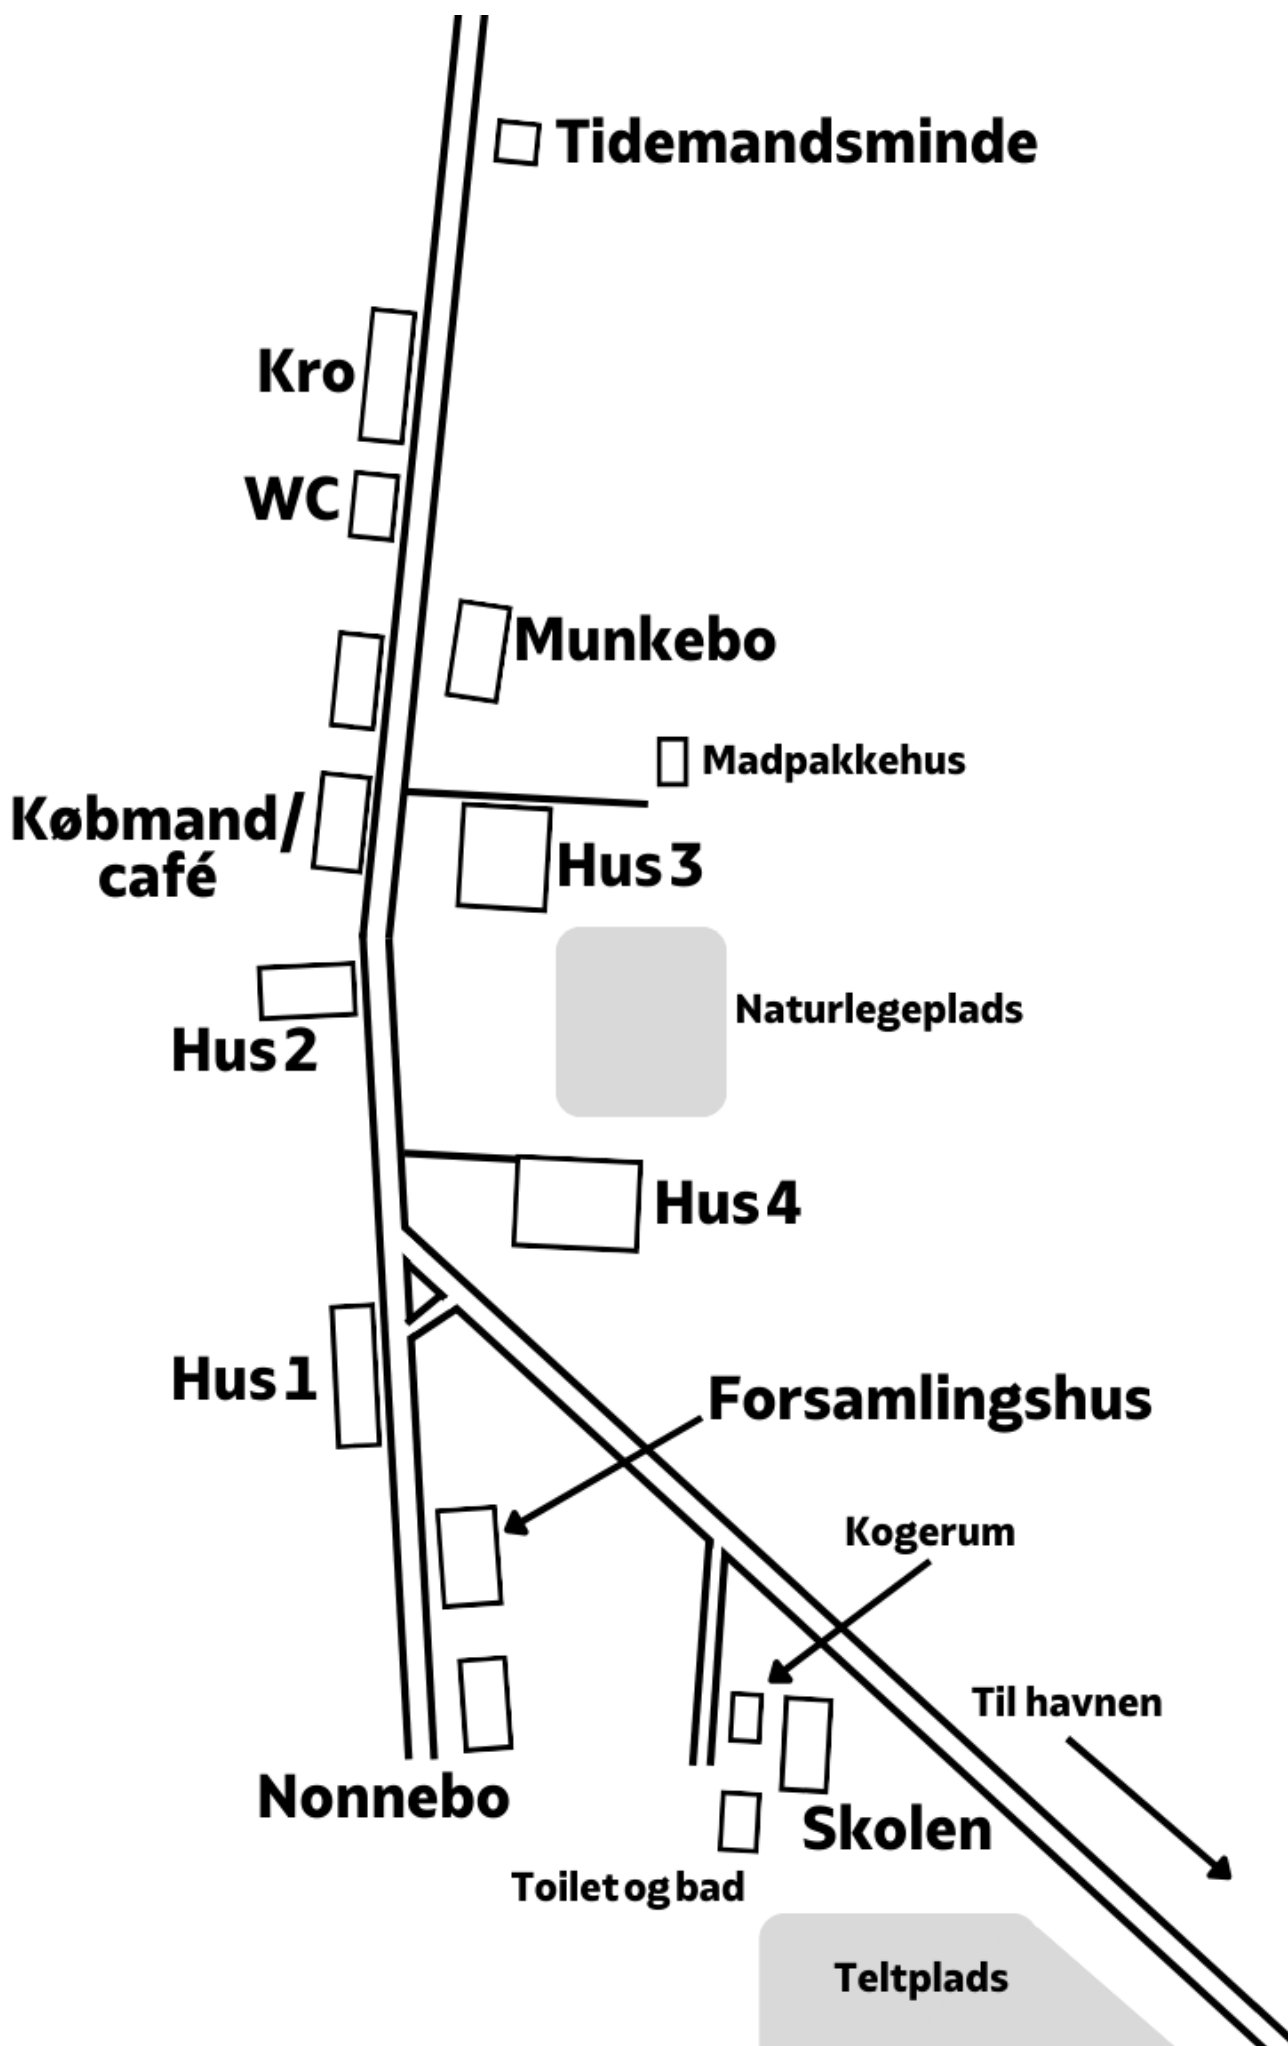 Tidemandsminde
Kro
WC
Munkebo
Madpakkehus
Købmand/
café
Hus 3
Naturlegeplads
Hus 2
Hus 4
Hus 1
Forsamlingshus
Kogerum
Til havnen
Nonnebo
Skolen
Toilet og bad
Teltplads